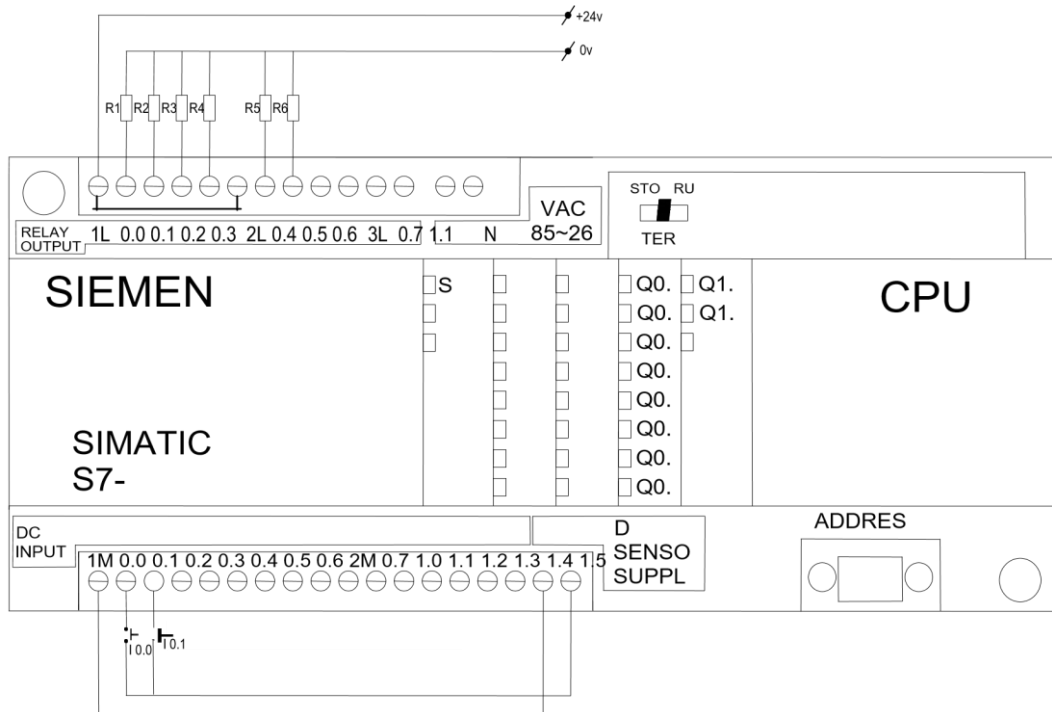 +24v
0v
R1 R2 R3 R4 R5 R6
STO RU
TER
VAC
85~26
RELAY
OUTPUT
1L 0.0 0.1 0.2 0.3 2L 0.4 0.5 0.6 3L 0.7 1.1 N
SIEMEN
S
Q0. Q1.
Q0. Q1.
Q0.
Q0.
Q0.
Q0.
Q0.
Q0.
CPU
SIMATIC
S7-
DC
INPUT
1M 0.0 0.1 0.2 0.3 0.4 0.5 0.6 2M 0.7 1.0 1.1 1.2 1.3 1.4 1.5
D
SENSO
SUPPL
ADDRES
I 0.0 I 0.1